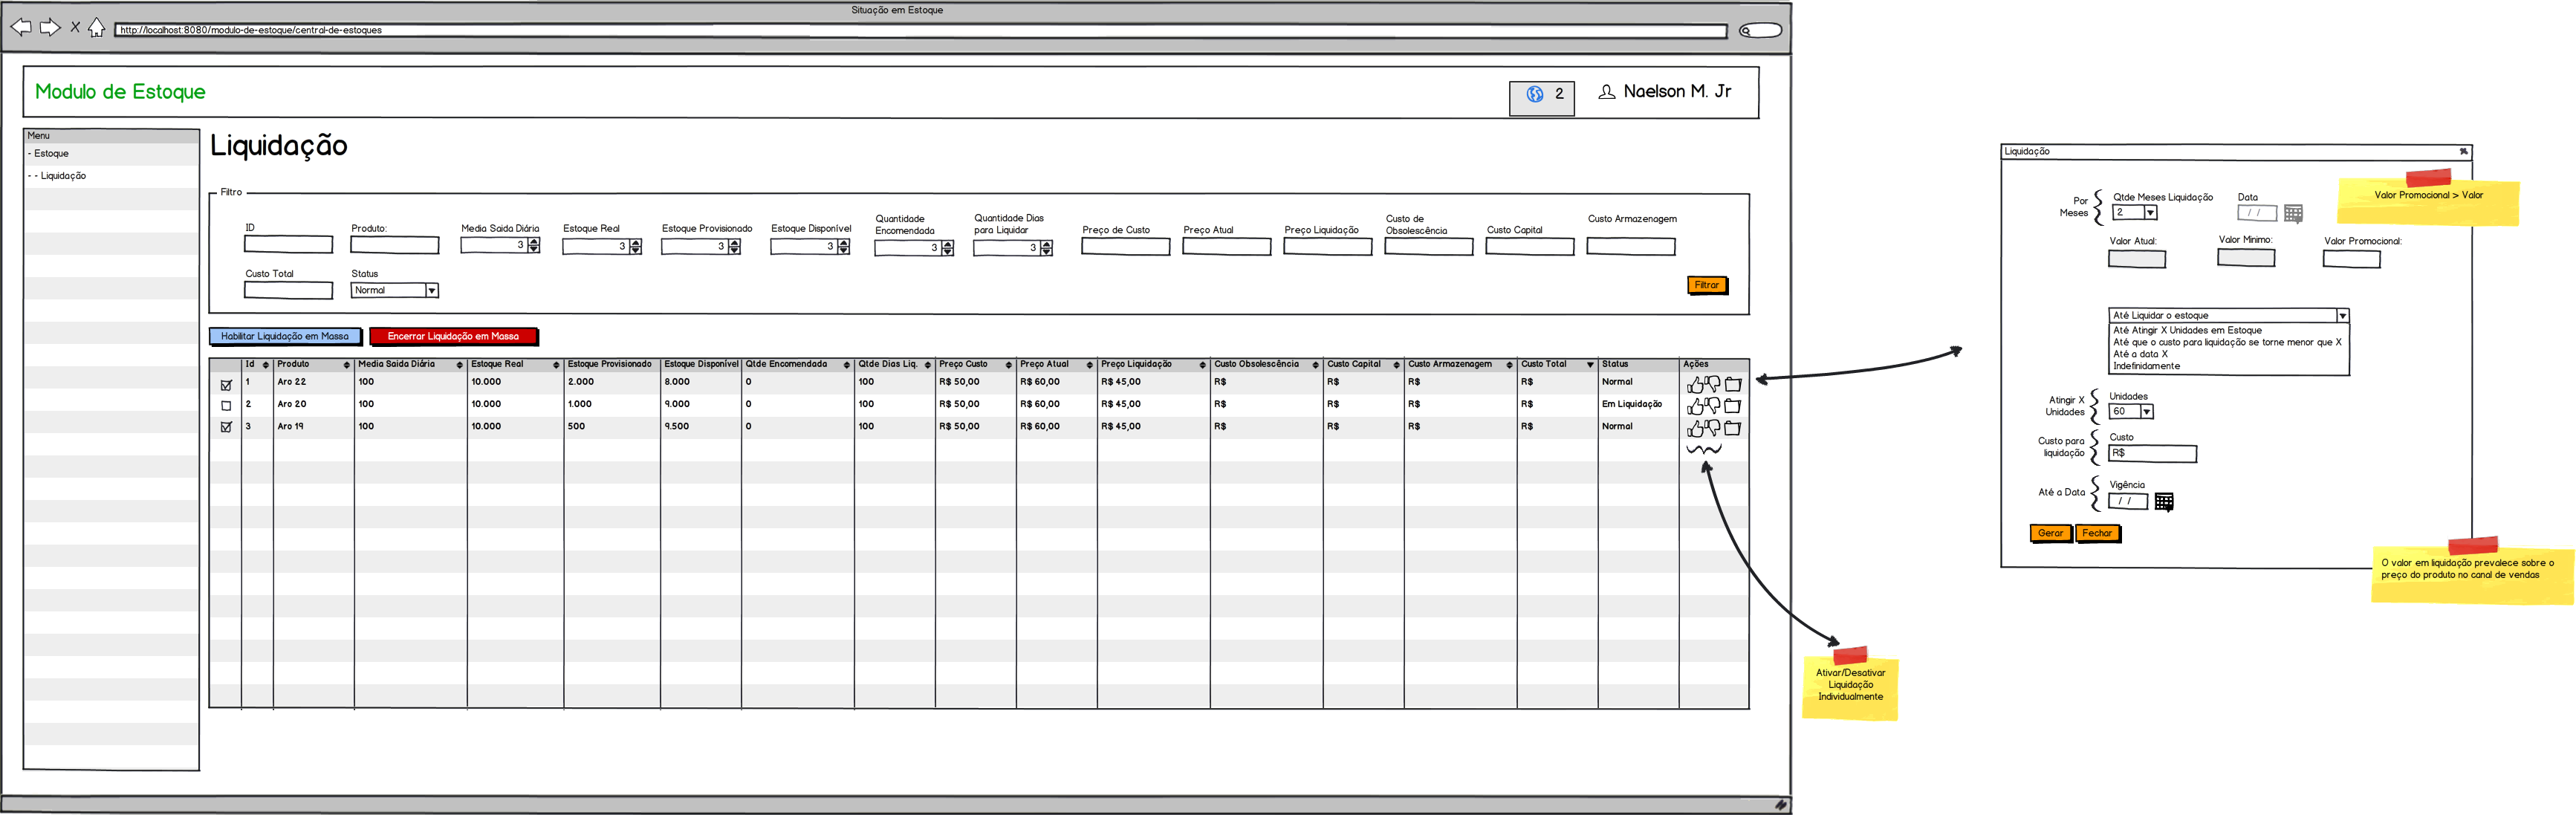 Situação em Estoque
http://localhost:8080/modulo-de-estoque/central-de-estoques
Modulo de Estoque
2
Naelson M. Jr
Menu
- Estoque
- - Liquidação
Liquidação
Filtro
ID
Produto:
Media Saida Diária
3
Estoque Real
3
Estoque Provisionado
3
Estoque Disponível
3
Quantidade
Encomendada
3
Quantidade Dias
para Liquidar
3
Preço de Custo
Preço Atual
Preço Liquidação
Custo de
Obsolescência
Custo Capital
Custo Armazenagem
Custo Total
Status
Normal
Filtrar
Habilitar Liquidação em Massa
Encerrar Liquidação em Massa
Id Produto Media Saida Diária Estoque Real Estoque Provisionado Estoque Disponível Qtde Encomendada Qtde Dias Liq. Preço Custo Preço Atual Preço Liquidação Custo Obsolescência Custo Capital Custo Armazenagem Custo Total Status Ações
1 Aro 22 100 10.000 2.000 8.000 0 100 R$ 50,00 R$ 60,00 R$ 45,00 R$ R$ R$ R$ Normal
2 Aro 20 100 10.000 1.000 9.000 0 100 R$ 50,00 R$ 60,00 R$ 45,00 R$ R$ R$ R$ Em Liquidação
3 Aro 19 100 10.000 500 9.500 0 100 R$ 50,00 R$ 60,00 R$ 45,00 R$ R$ R$ R$ Normal
Ativar/Desativar
Liquidação
Individualmente
Liquidação
Valor Promocional > Valor
Por
Meses
Qtde Meses Liquidação
2
Data
/ /
Valor Atual:
Valor Minimo:
Valor Promocional:
Até Liquidar o estoque
Até Atingir X Unidades em Estoque
Até que o custo para liquidação se torne menor que X
Até a data X
Indefinidamente
Atingir X
Unidades
Unidades
60
Custo para
liquidação
Custo
R$
Até a Data
Vigência
/ /
Gerar
Fechar
O valor em liquidação prevalece sobre o
preço do produto no canal de vendas